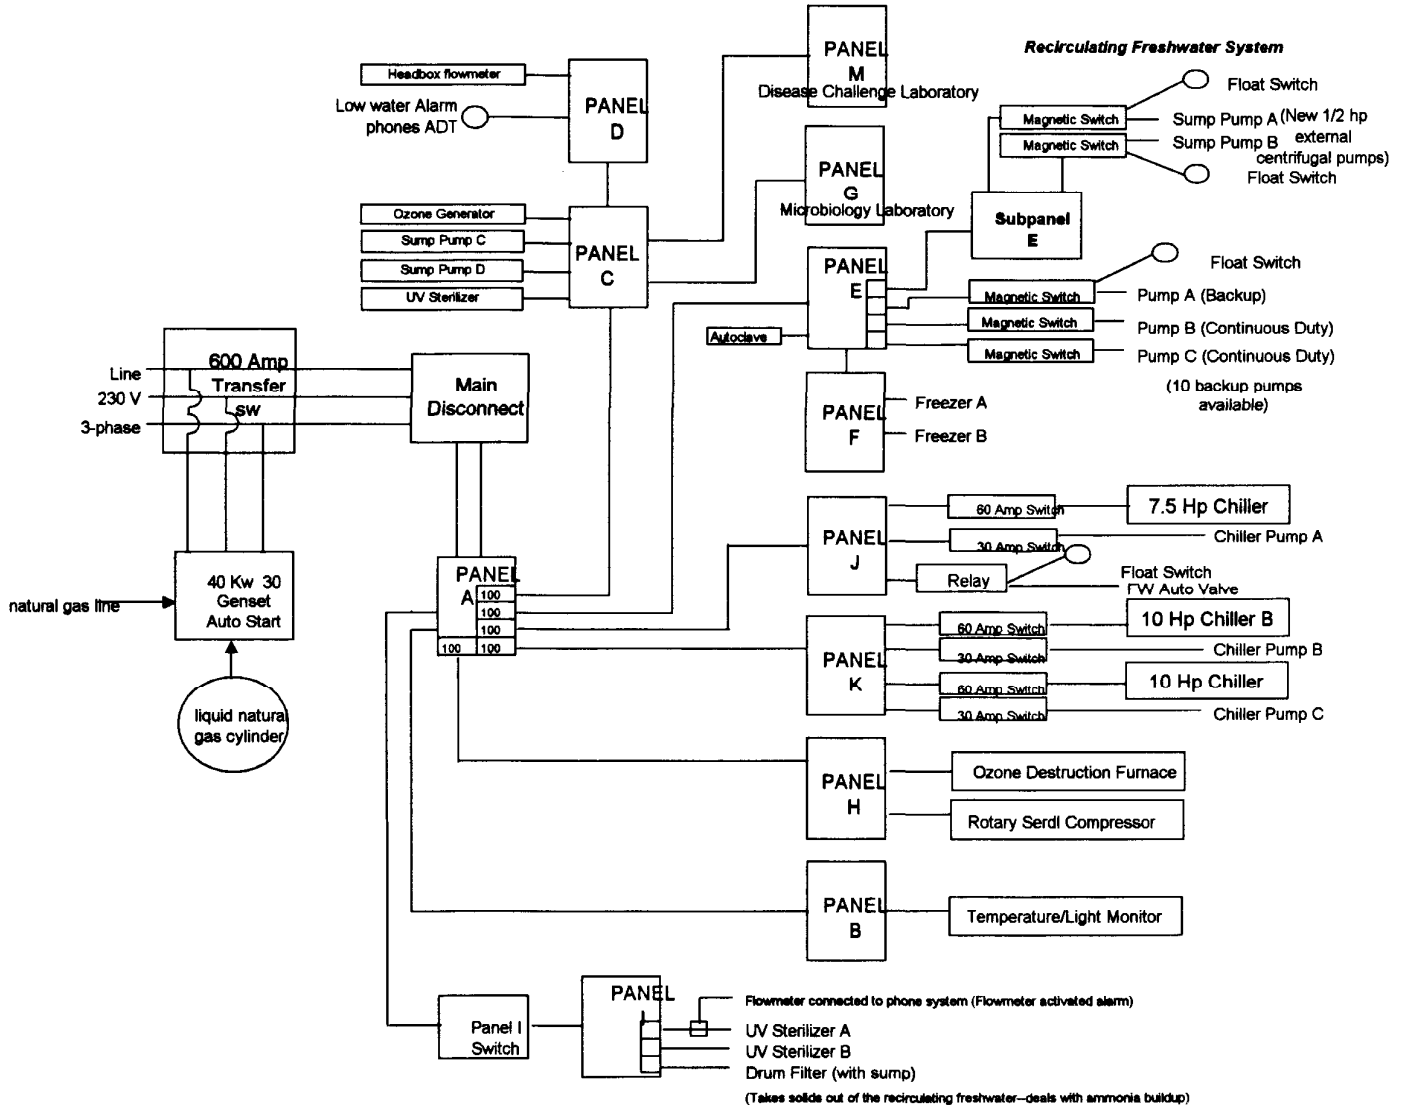 Recirculating Freshwater System
PANEL
M
Disease Challenge Laboratory
Headbox flowmeter
PANEL
D
Low water Alarm
phones ADT
Float Switch
Magnetic Switch
Sump Pump A
(New 1/2 hp
external
centrifugal pumps)
Magnetic Switch
Sump Pump B
Float Switch
PANEL
G
Microbiology Laboratory
Subpanel
E
Ozone Generator
Sump Pump C
Sump Pump D
UV Sterilizer
PANEL
C
PANEL
E
Autoclave
Float Switch
Magnetic Switch
Pump A (Backup)
Magnetic Switch
Pump B (Continuous Duty)
Magnetic Switch
Pump C (Continuous Duty)
(10 backup pumps
available)
Line
230 V
3-phase
600 Amp
Transfer
sw
Main
Disconnect
PANEL
F
Freezer A
Freezer B
PANEL
J
60 Amp Switch
7.5 Hp Chiller
30 Amp Switch
Chiller Pump A
Relay
Float Switch
FW Auto Valve
natural gas line
40 Kw 30
Genset
Auto Start
PANEL
A
100
100
100
100
100
PANEL
K
60 Amp Switch
10 Hp Chiller B
30 Amp Switch
Chiller Pump B
60 Amp Switch
10 Hp Chiller
30 Amp Switch
Chiller Pump C
liquid natural
gas cylinder
PANEL
H
Ozone Destruction Furnace
Rotary Serdl Compressor
PANEL
B
Temperature/Light Monitor
Panel I
Switch
PANEL
I
Flowmeter connected to phone system (Flowmeter activated alarm)
UV Sterilizer A
UV Sterilizer B
Drum Filter (with sump)
(Takes solids out of the recirculating freshwater--deals with ammonia buildup)